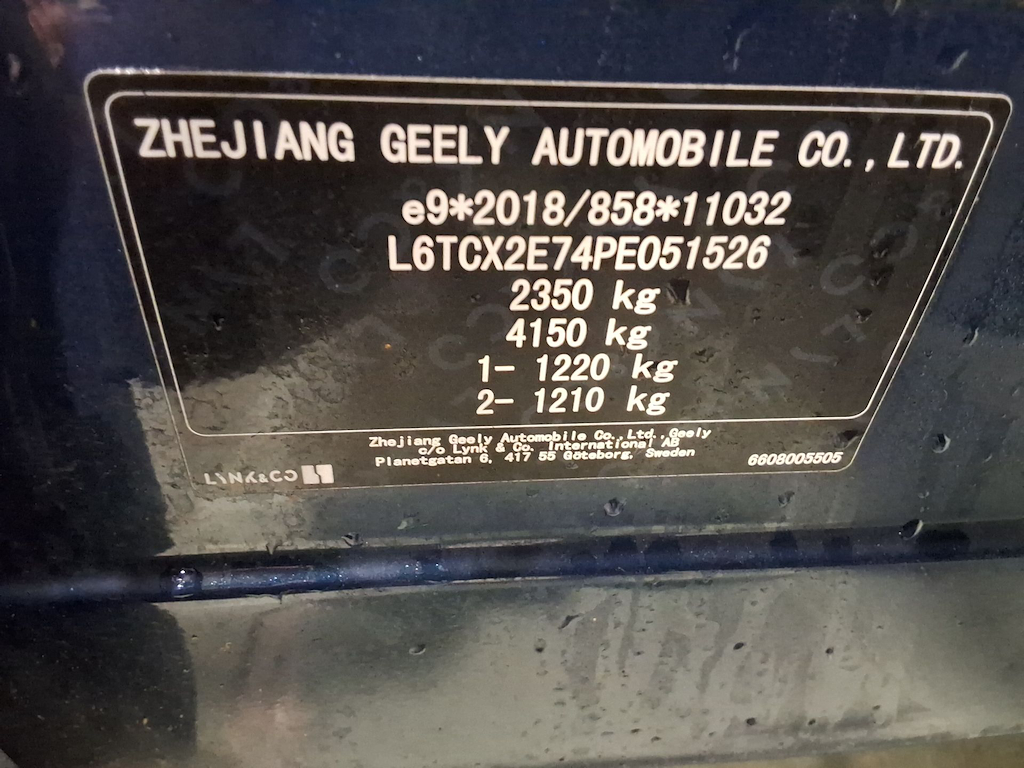 ZHEJIANG GEELY AUTOMOBILE CO.,LTD.
e9*2018/858*11032
L6TCX2E74PE051526
2350 kg
4150 kg
1- 1220 kg
2- 1210 kg
Zhejiang Geely Automobile Co.,Ltd. Geely
c/o Lynk & Co. International AB
Planetgatan 6, 417 55 Göteborg, Sweden
LYNK&CO
6608005505